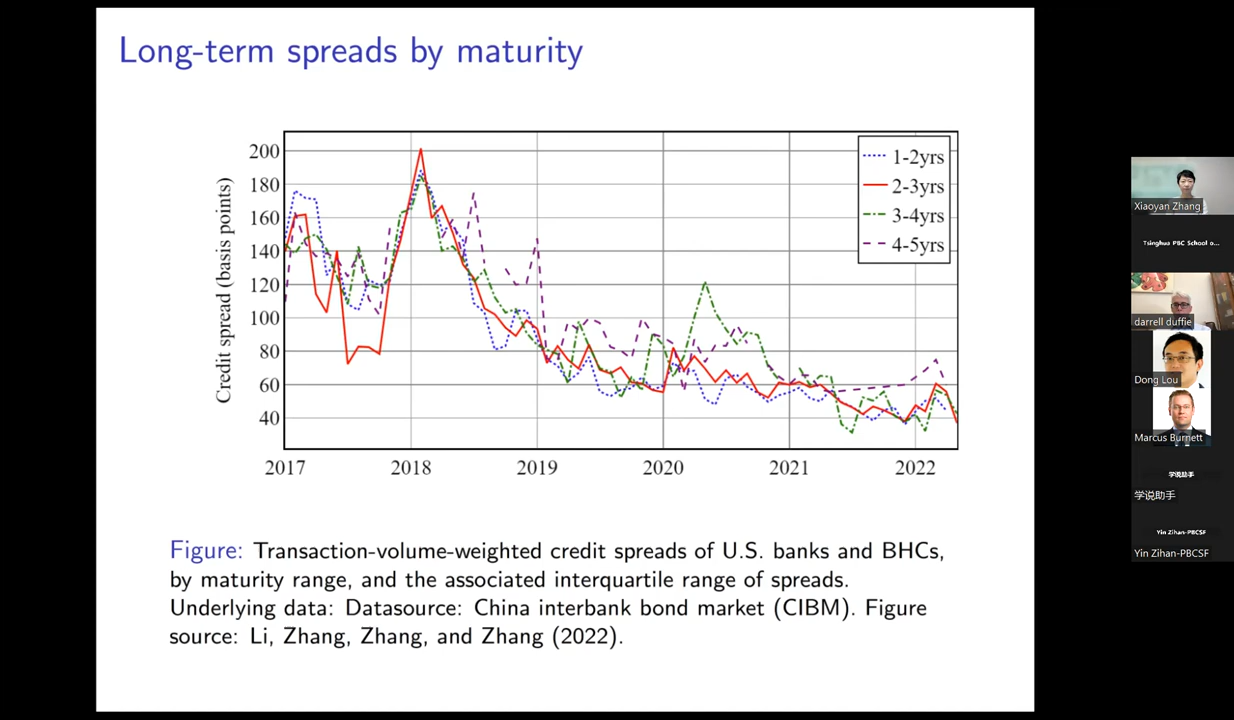 Long-term spreads by maturity
200
180
160
140
120
100
80
60
40
Credit spread (basis points)
1-2yrs
2-3yrs
3-4yrs
4-5yrs
2017 2018 2019 2020 2021 2022
Figure: Transaction-volume-weighted credit spreads of U.S. banks and BHCs,
by maturity range, and the associated interquartile range of spreads.
Underlying data: Datasource: China interbank bond market (CIBM). Figure
source: Li, Zhang, Zhang, and Zhang (2022).
Xiaoyan Zhang
Tsinghua PBC School o...
darrell duffie
Dong Lou
Marcus Burnett
学说助手
学说助手
Yin Zihan-PBCSF
Yin Zihan-PBCSF